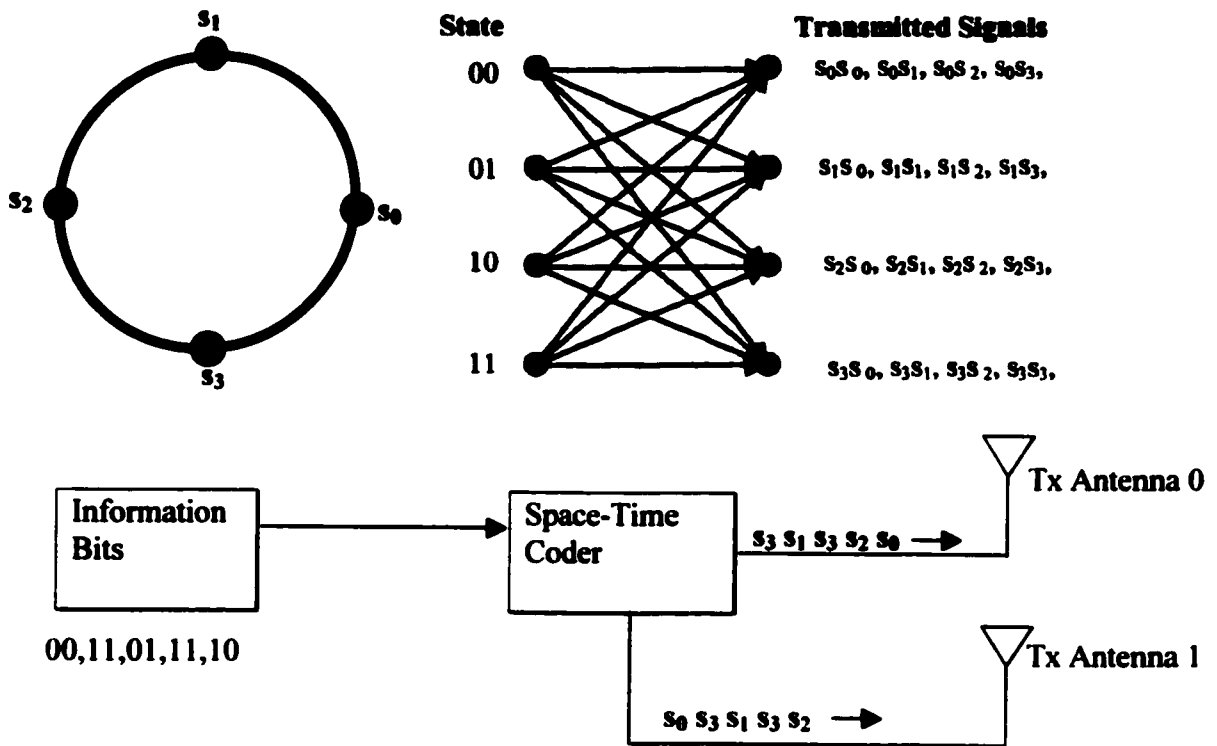 s₁
s₂
s₀
s₃
State
Transmitted Signals
00
s₀s₀, s₀s₁, s₀s₂, s₀s₃,
01
s₁s₀, s₁s₁, s₁s₂, s₁s₃,
10
s₂s₀, s₂s₁, s₂s₂, s₂s₃,
11
s₃s₀, s₃s₁, s₃s₂, s₃s₃,
Information
Bits
00,11,01,11,10
Space-Time
Coder
s₃ s₁ s₃ s₂ s₀
Tx Antenna 0
s₀ s₃ s₁ s₃ s₂
Tx Antenna 1